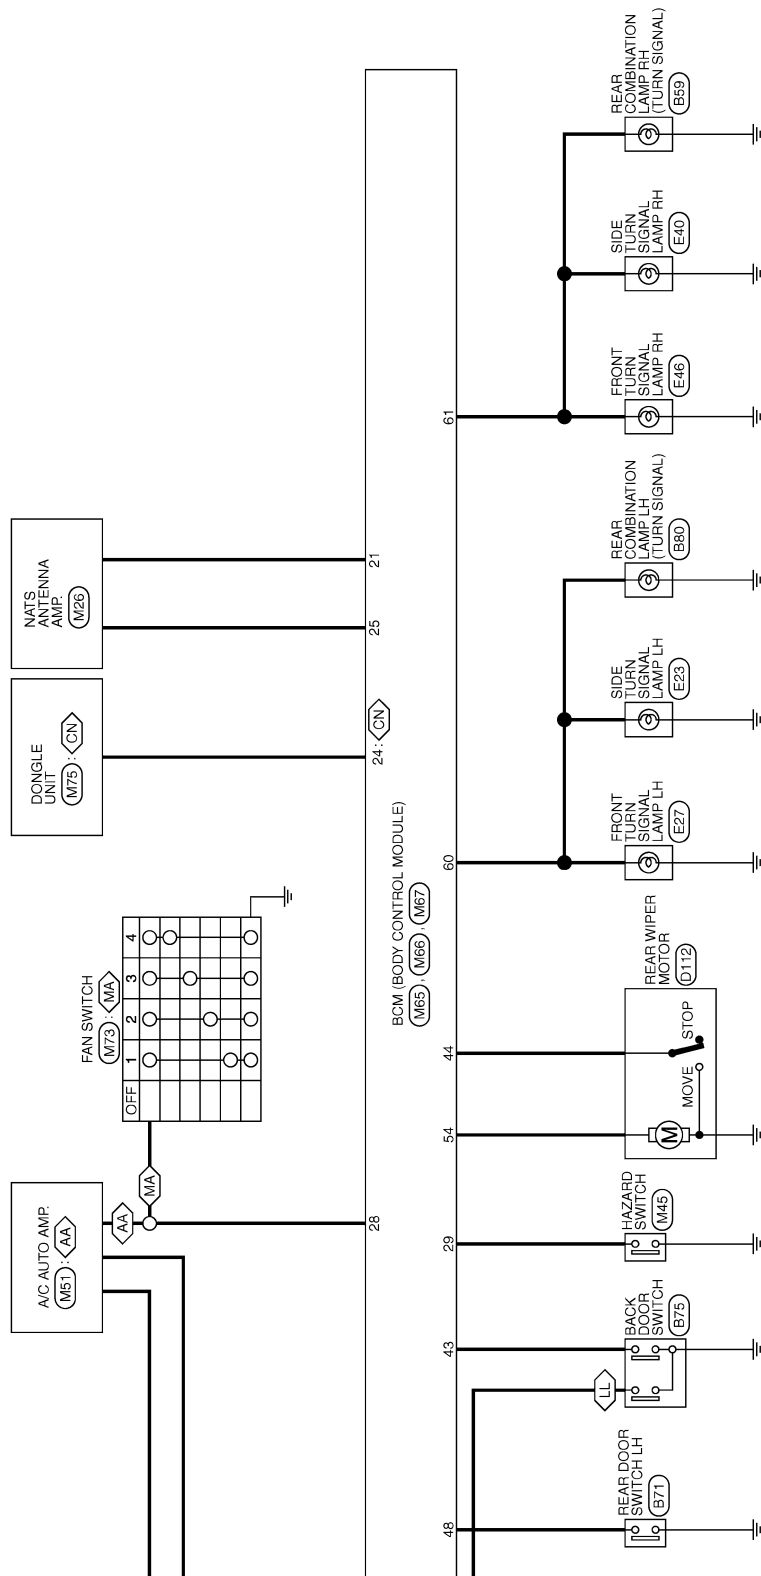 REAR
COMBINATION
LAMP RH
(TURN SIGNAL)
B59
SIDE
TURN
SIGNAL
LAMP RH
E40
FRONT
TURN
SIGNAL
LAMP RH
E46
61
REAR
COMBINATION
LAMP LH
(TURN SIGNAL)
B80
NATS
ANTENNA
AMP.
M26
21
25
SIDE
TURN
SIGNAL
LAMP LH
E23
DONGLE
UNIT
M75 : CN
24 : CN
FRONT
TURN
SIGNAL
LAMP LH
E27
60
BCM (BODY CONTROL MODULE)
M65 , M66 , M67
FAN SWITCH
M73 : MA
OFF 1 2 3 4
MA
REAR WIPER
MOTOR
D112
STOP
MOVE
M
44
54
A/C AUTO AMP.
M51 : AA
AA
28
HAZARD
SWITCH
M45
29
BACK
DOOR
SWITCH
B75
43
LL
REAR DOOR
SWITCH LH
B71
48